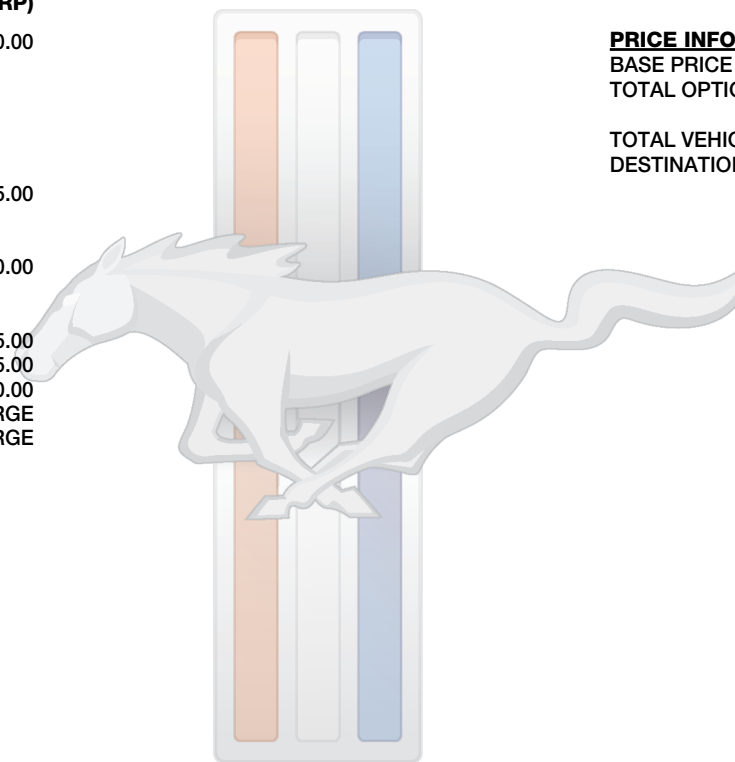 RP)
0.00
5.00
0.00
5.00
5.00
0.00
RGE
RGE
PRICE INFO
BASE PRICE
TOTAL OPTIO
TOTAL VEHIC
DESTINATION